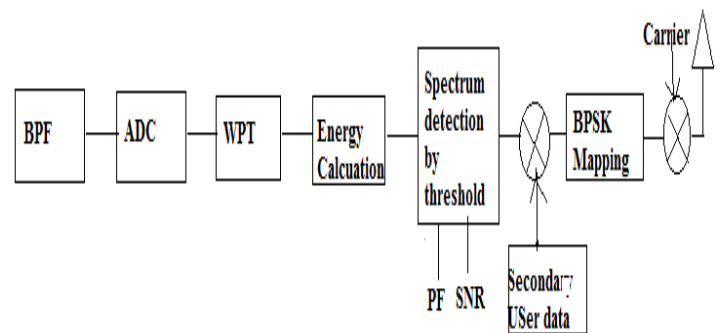 BPF
ADC
WPT
Energy
Calcuation
Spectrum
detection
by
threshold
PF
SNR
Secondary
USer data
BPSK
Mapping
Carrier